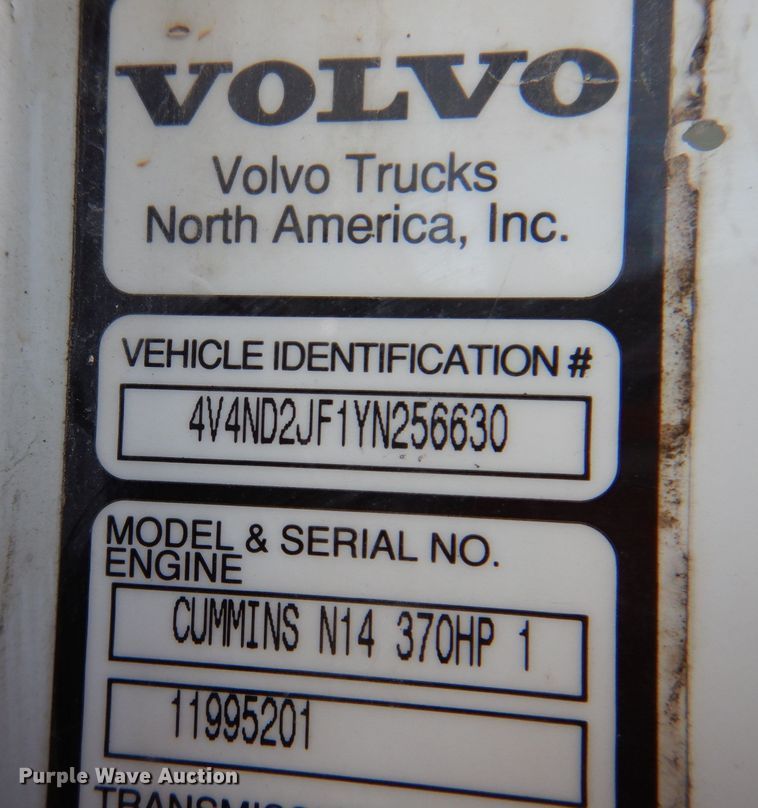 VOLVO
Volvo Trucks
North America, Inc.
VEHICLE IDENTIFICATION #
4V4ND2JF1YN256630
MODEL & SERIAL NO.
ENGINE
CUMMINS N14 370HP 1
11995201
Purple Wave Auction